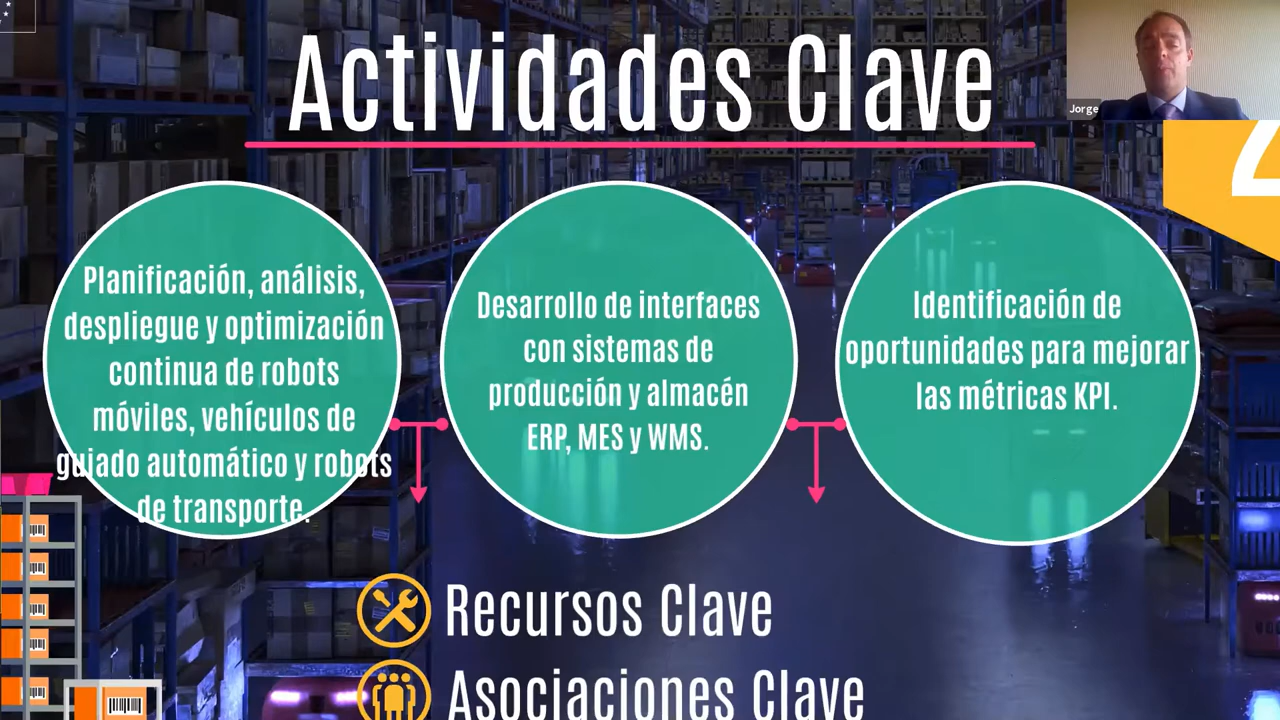 Actividades Clave
Jorge
4
Planificación, análisis,
despliegue y optimización
continua de robots
móviles, vehículos de
guiado automático y robots
de transporte.
Desarrollo de interfaces
con sistemas de
producción y almacén
ERP, MES y WMS.
Identificación de
oportunidades para mejorar
las métricas KPI.
Recursos Clave
Asociaciones Clave